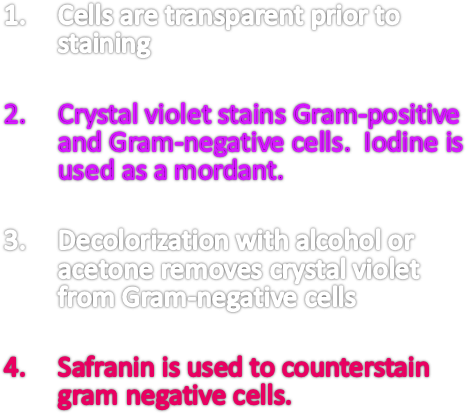 1. Cells are transparent prior to
staining
2. Crystal violet stains Gram-positive
and Gram-negative cells. Iodine is
used as a mordant.
3. Decolorization with alcohol or
acetone removes crystal violet
from Gram-negative cells
4. Safranin is used to counterstain
gram negative cells.